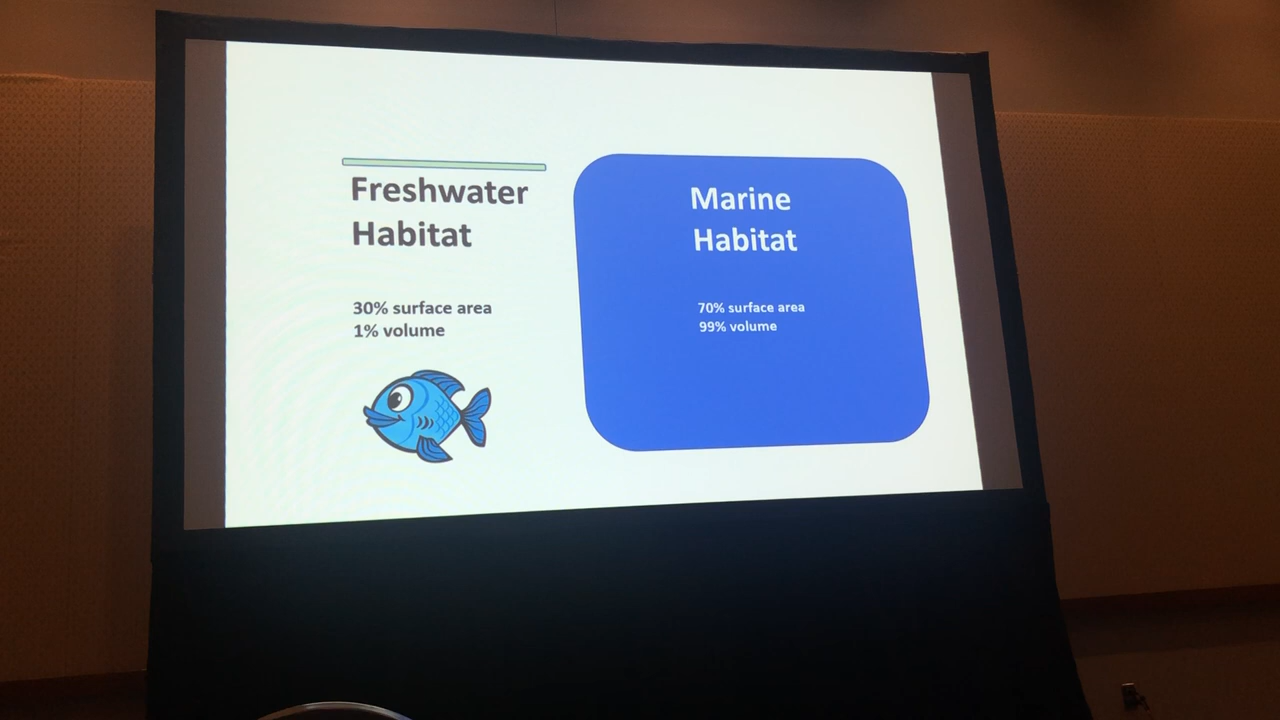 Freshwater
Habitat
30% surface area
1% volume
Marine
Habitat
70% surface area
99% volume